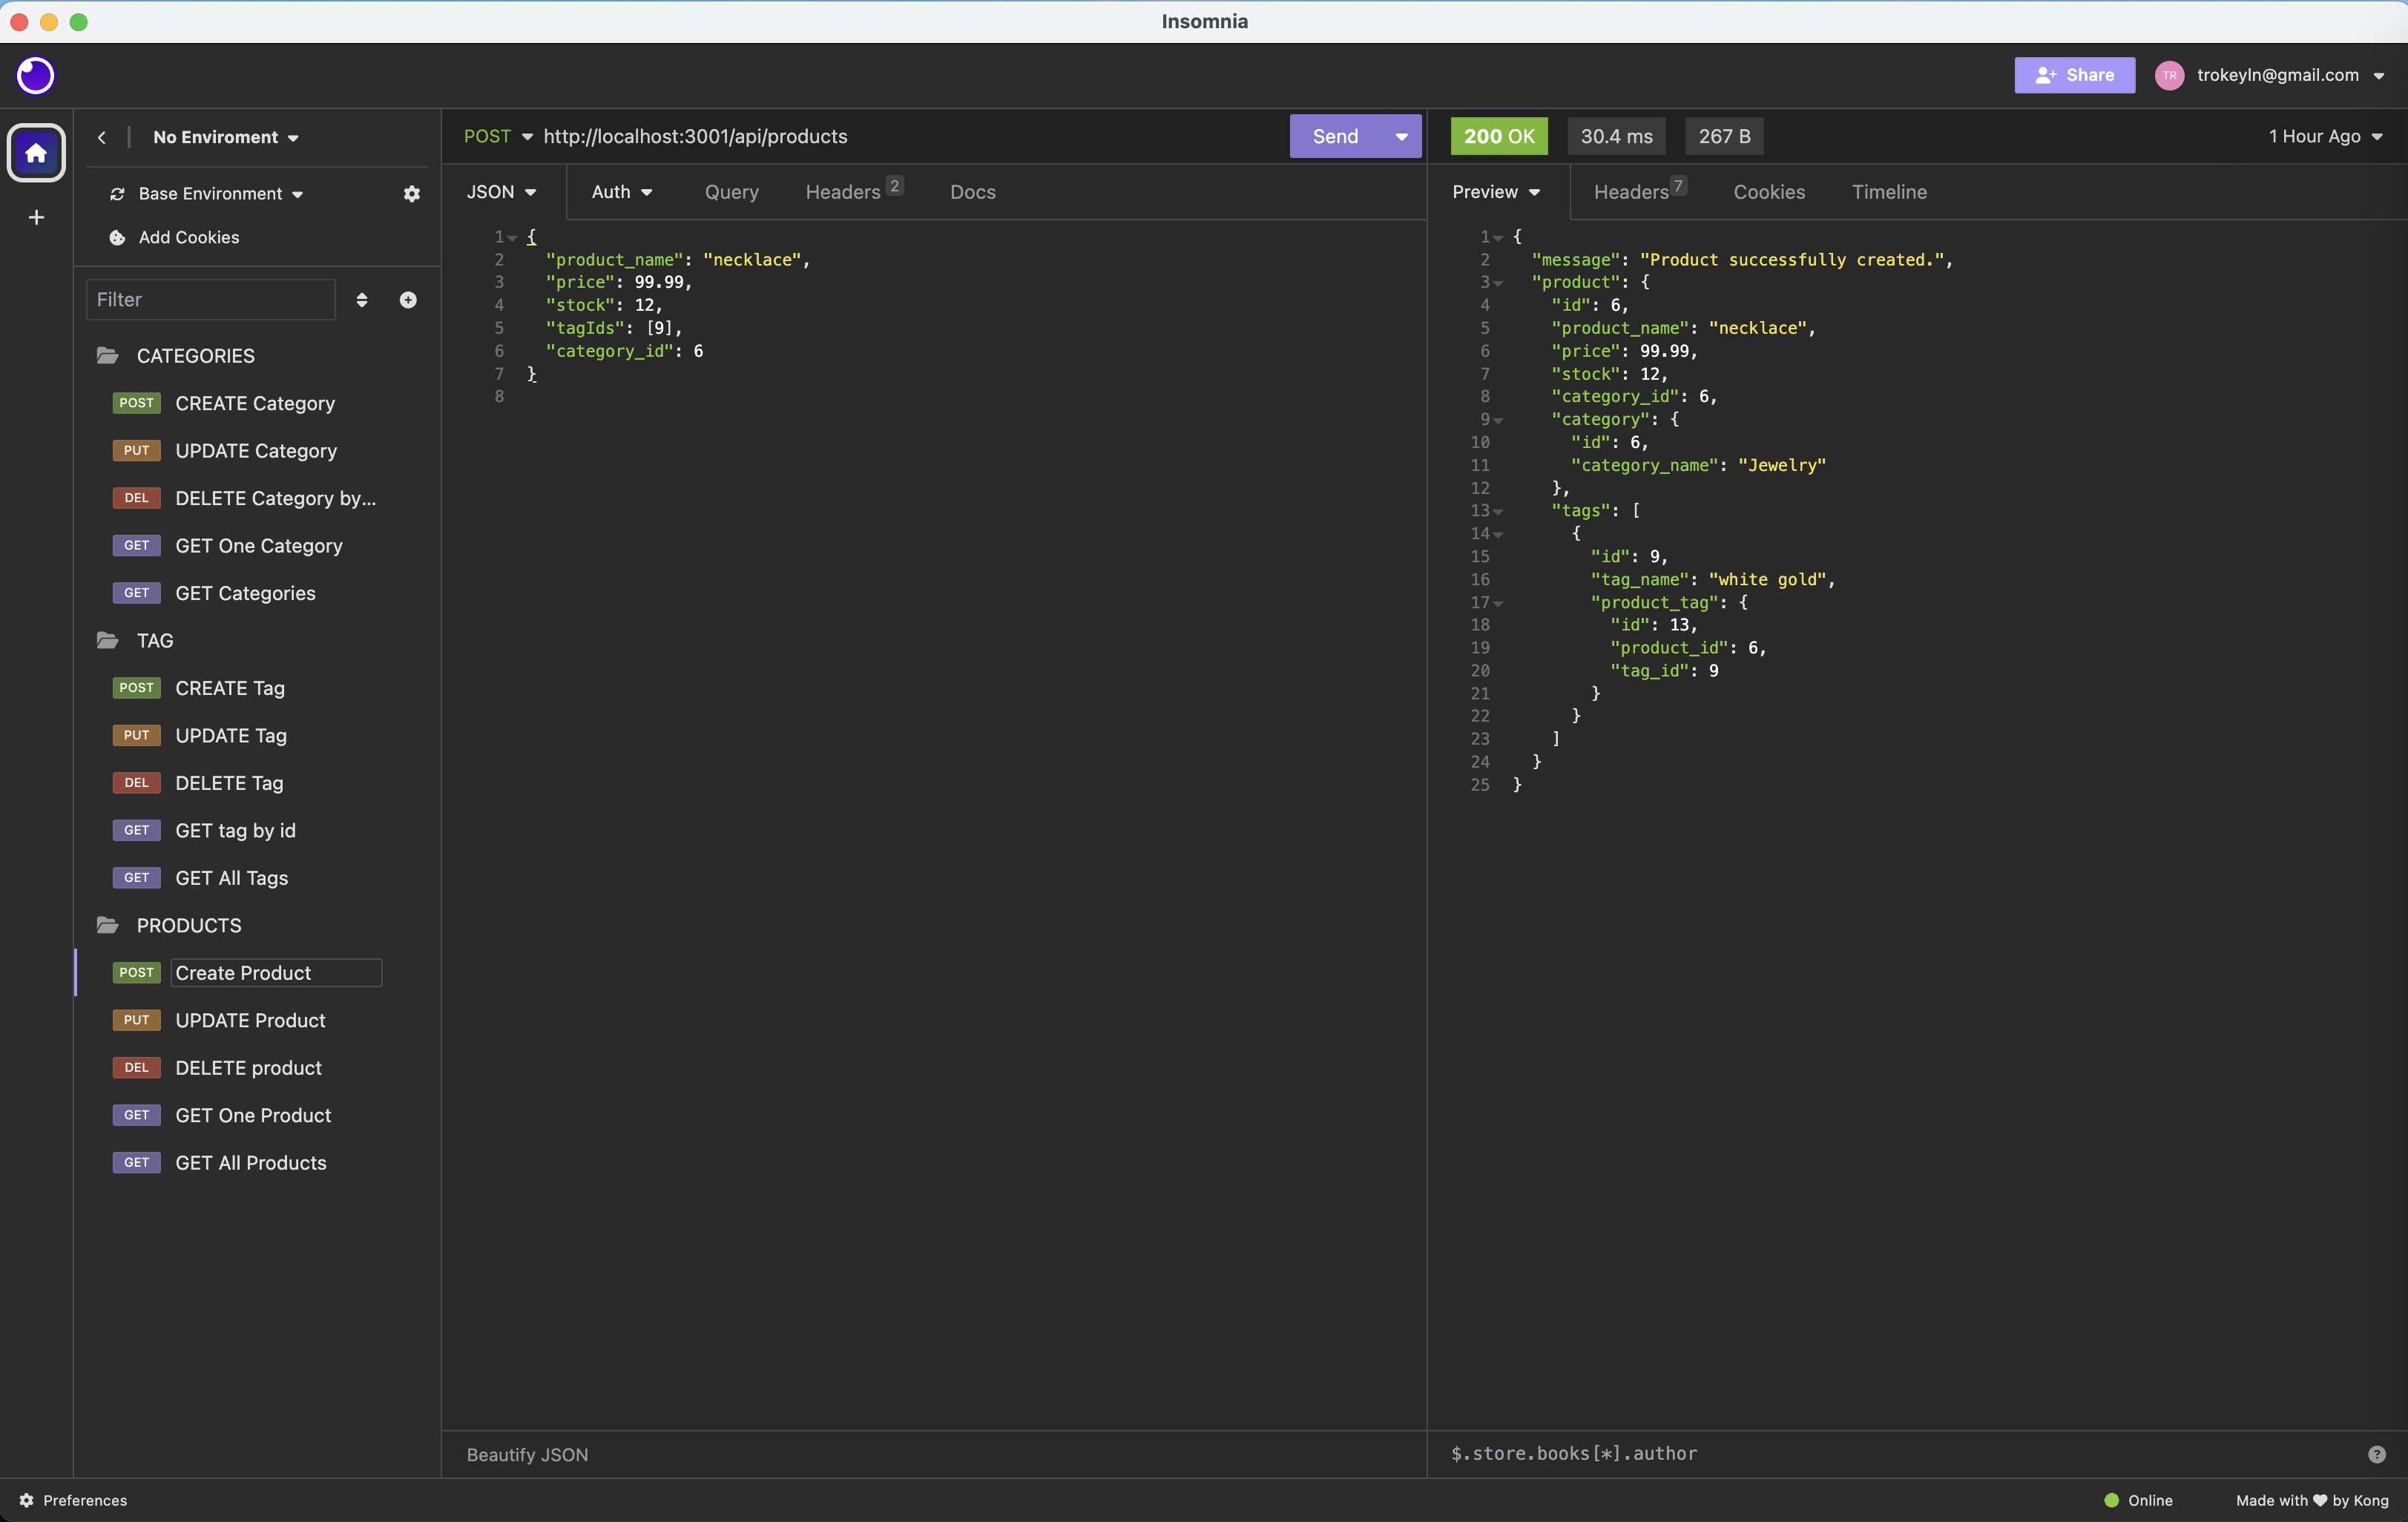 Insomnia
Share
TR
trokeyln@gmail.com
No Enviroment
Base Environment
Add Cookies
Filter
CATEGORIES
POST CREATE Category
PUT UPDATE Category
DEL DELETE Category by...
GET GET One Category
GET GET Categories
TAG
POST CREATE Tag
PUT UPDATE Tag
DEL DELETE Tag
GET GET tag by id
GET GET All Tags
PRODUCTS
POST Create Product
PUT UPDATE Product
DEL DELETE product
GET GET One Product
GET GET All Products
POST http://localhost:3001/api/products
Send
JSON Auth Query Headers 2 Docs
1 {
2 "product_name": "necklace",
3 "price": 99.99,
4 "stock": 12,
5 "tagIds": [9],
6 "category_id": 6
7 }
8
Beautify JSON
200 OK 30.4 ms 267 B 1 Hour Ago
Preview Headers 7 Cookies Timeline
1 {
2 "message": "Product successfully created.",
3 "product": {
4 "id": 6,
5 "product_name": "necklace",
6 "price": 99.99,
7 "stock": 12,
8 "category_id": 6,
9 "category": {
10 "id": 6,
11 "category_name": "Jewelry"
12 },
13 "tags": [
14 {
15 "id": 9,
16 "tag_name": "white gold",
17 "product_tag": {
18 "id": 13,
19 "product_id": 6,
20 "tag_id": 9
21 }
22 }
23 ]
24 }
25 }
$.store.books[*].author
?
Preferences
Online
Made with ♥ by Kong